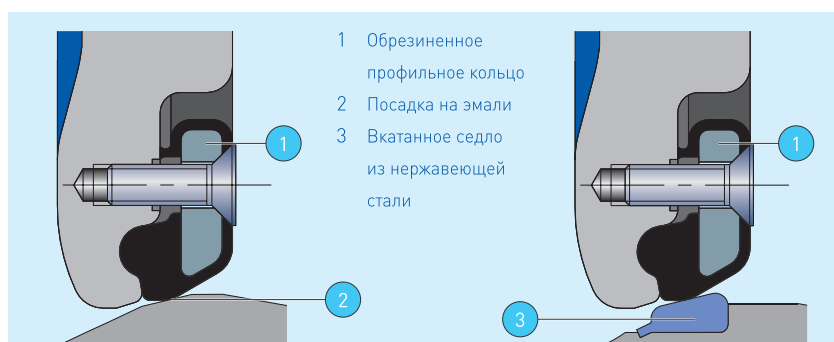 1 Обрезиненное
профильное кольцо
2 Посадка на эмали
3 Вкатанное седло
из нержавеющей
стали
1
2
1
3